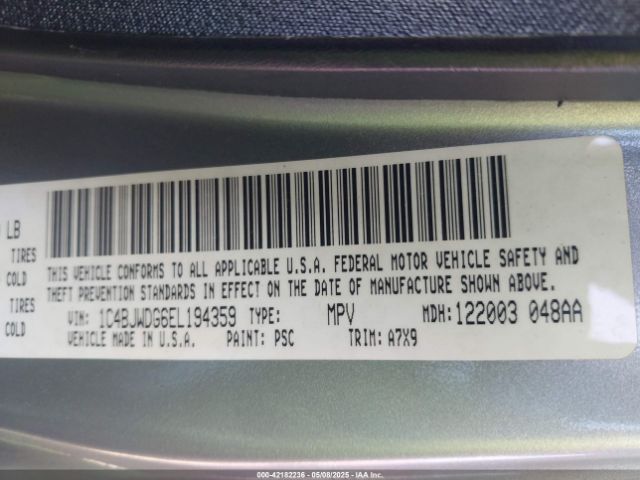 LB
TIRES
COLD
TIRES
COLD
THIS VEHICLE CONFORMS TO ALL APPLICABLE U.S.A. FEDERAL MOTOR VEHICLE SAFETY AND
THEFT PREVENTION STANDARDS IN EFFECT ON THE DATE OF MANUFACTURE SHOWN ABOVE.
VIN: 1C4BJWDG6EL194359 TYPE: MPV MDH: 122003 048AA
VEHICLE MADE IN U.S.A. PAINT: PSC TRIM: A7X9
000-42182236 - 05/08/2025 - IAA Inc.